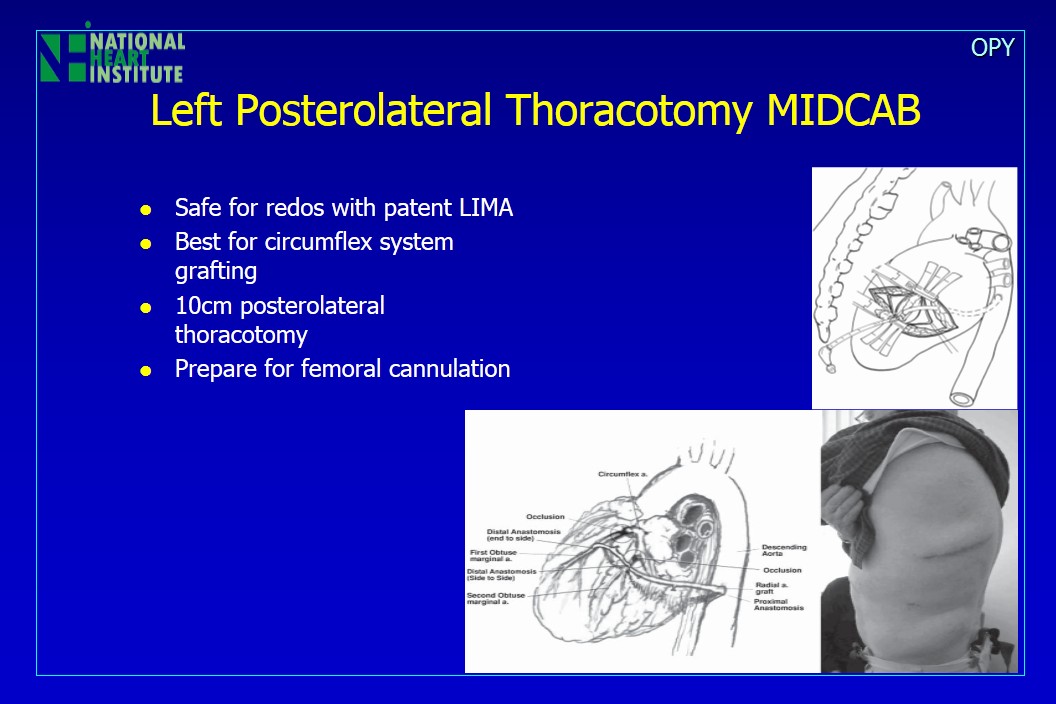 NATIONAL
HEART
INSTITUTE
OPY
Left Posterolateral Thoracotomy MIDCAB
Safe for redos with patent LIMA
Best for circumflex system
grafting
10cm posterolateral
thoracotomy
Prepare for femoral cannulation
Circumflex a.
Occlusion
Distal Anastomosis
(end to side)
First Obtuse
marginal a.
Distal Anastomosis
(Side to Side)
Second Obtuse
marginal a.
Descending
Aorta
Occlusion
Radial a.
graft
Proximal
Anastomosis